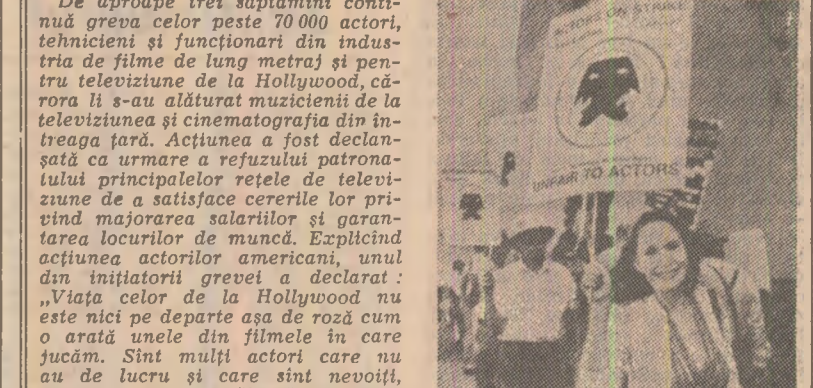 De aproape trei săptămîni conti-
nuă greva celor peste 70 000 actori,
tehnicieni și funcționari din indus-
tria de filme de lung metraj și pen-
tru televiziune de la Hollywood, că-
rora li s-au alăturat muzicienii de la
televiziunea și cinematografia din în-
treaga țară. Acțiunea a fost declan-
șată ca urmare a refuzului patrona-
tului principalelor rețele de televi-
ziune de a satisface cererile lor pri-
vind majorarea salariilor și garan-
tarea locurilor de muncă. Explicînd
acțiunea actorilor americani, unul
din inițiatorii grevei a declarat :
„Viața celor de la Hollywood nu
este nici pe departe așa de roză cum
o arată unele din filmele în care
jucăm. Sînt mulți actori care nu
au de lucru și care sînt nevoiți,
ACTORS ON STRIKE
UNFAIR TO ACTORS